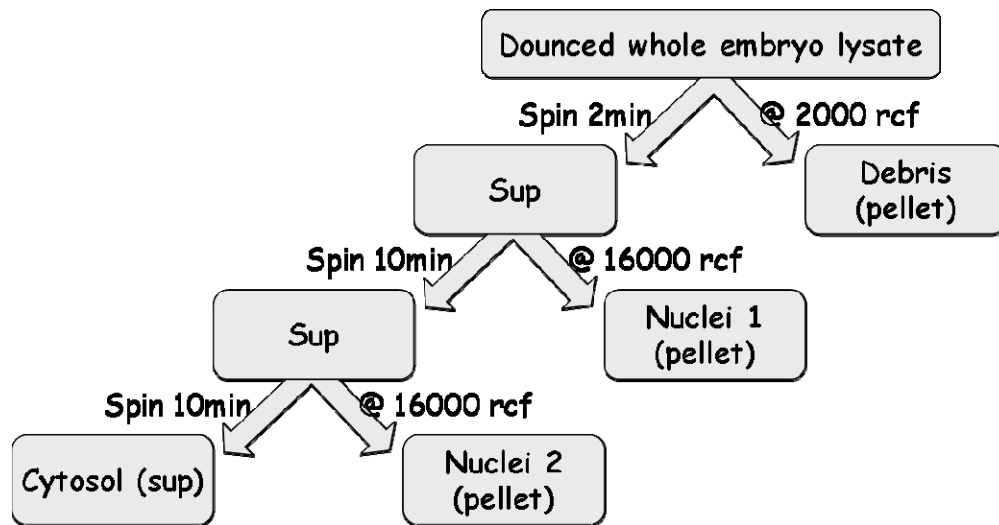 Dounced whole embryo lysate
Spin 2min @ 2000 rcf
Sup
Debris
(pellet)
Spin 10min @ 16000 rcf
Sup
Nuclei 1
(pellet)
Spin 10min @ 16000 rcf
Cytosol (sup)
Nuclei 2
(pellet)